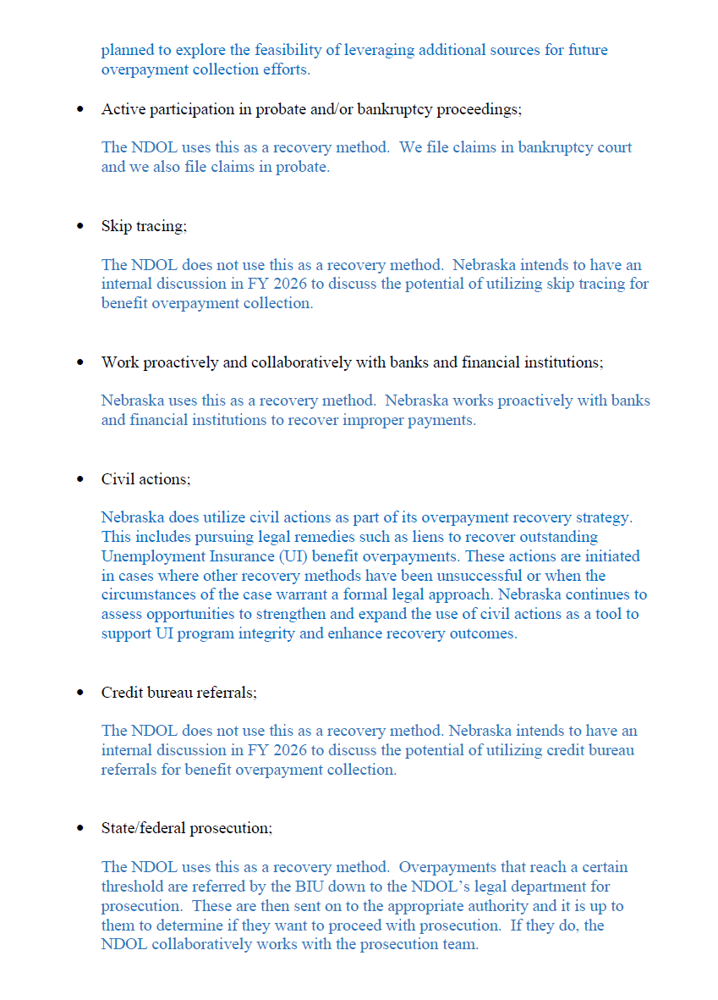 planned to explore the feasibility of leveraging additional sources for future
overpayment collection efforts.
• Active participation in probate and/or bankruptcy proceedings;
The NDOL uses this as a recovery method.  We file claims in bankruptcy court
and we also file claims in probate.
• Skip tracing;
The NDOL does not use this as a recovery method.  Nebraska intends to have an
internal discussion in FY 2026 to discuss the potential of utilizing skip tracing for
benefit overpayment collection.
• Work proactively and collaboratively with banks and financial institutions;
Nebraska uses this as a recovery method.  Nebraska works proactively with banks
and financial institutions to recover improper payments.
• Civil actions;
Nebraska does utilize civil actions as part of its overpayment recovery strategy.
This includes pursuing legal remedies such as liens to recover outstanding
Unemployment Insurance (UI) benefit overpayments. These actions are initiated
in cases where other recovery methods have been unsuccessful or when the
circumstances of the case warrant a formal legal approach. Nebraska continues to
assess opportunities to strengthen and expand the use of civil actions as a tool to
support UI program integrity and enhance recovery outcomes.
• Credit bureau referrals;
The NDOL does not use this as a recovery method. Nebraska intends to have an
internal discussion in FY 2026 to discuss the potential of utilizing credit bureau
referrals for benefit overpayment collection.
• State/federal prosecution;
The NDOL uses this as a recovery method.  Overpayments that reach a certain
threshold are referred by the BIU down to the NDOL’s legal department for
prosecution.  These are then sent on to the appropriate authority and it is up to
them to determine if they want to proceed with prosecution.  If they do, the
NDOL collaboratively works with the prosecution team.